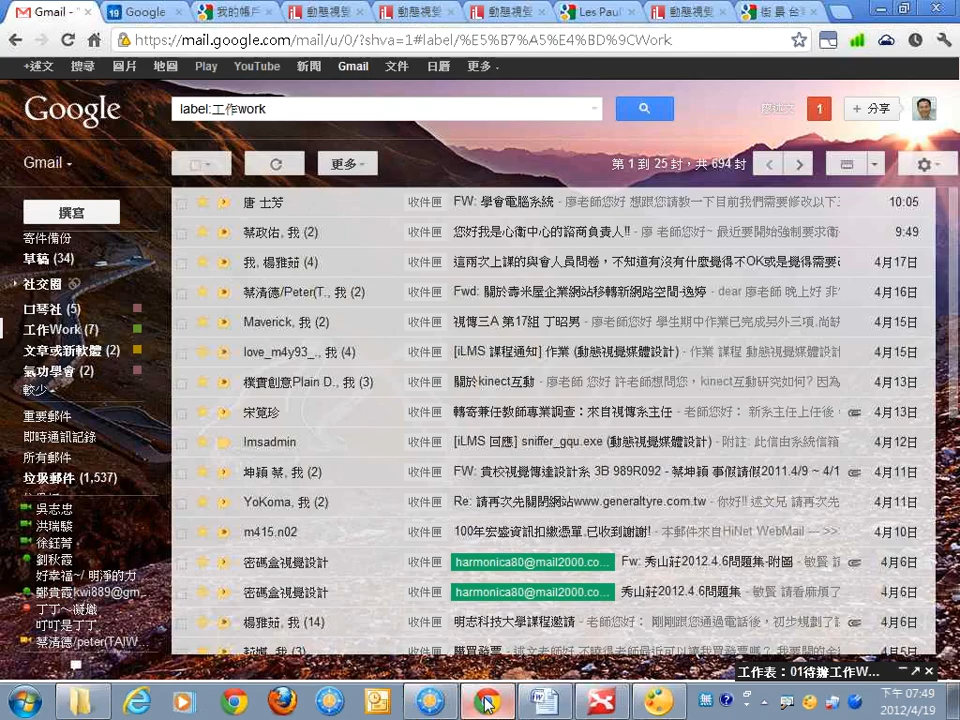 Gmail - "
Google
我的帳戶
動態視覺
動態視覺
動態視覺
Les Paul
動態視覺
街景 台
https://mail.google.com/mail/u/0/?shva=1#label/%E5%B7%A5%E4%BD%9CWork
+述文 搜尋 圖片 地圖 Play YouTube 新聞 Gmail 文件 日曆 更多
Google
label:工作work
1
+ 分享
Gmail
更多
第 1 到 25 封，共 694 封
撰寫
寄件備份
草稿 (34)
社交圈
口琴社 (5)
工作Work (7)
文章或新軟體 (2)
氣功學會 (2)
較少
重要郵件
即時通訊記錄
所有郵件
垃圾郵件 (1,537)
吳志忠
洪瑞駿
徐鈺菁
劉秋霞
好幸福~/ 明淨的力
鄭貴蓉kwi889@gm...
叮叮是丁丁
蔡清德/peter(TAIW...
唐 士芳 收件匣 FW: 學會電腦系統 - 廖老師您好 想跟您請教一下目前我們需要修改以下 10:05
蔡政佑, 我 (2) 收件匣 您好我是心衛中心的諮商負責人!! - 廖 老師您好~ 最近要開始強制要求衛 9:49
我, 楊雅茹 (4) 收件匣 這兩次上課的與會人員問卷，不知道有沒有什麼覺得不OK或是覺得需要 4月17日
蔡清德/Peter(T., 我 (2) 收件匣 Fwd: 關於壽米屋企業網站移轉新網路空間-逸婷 - dear 廖老師 晚上好 非 4月16日
Maverick, 我 (2) 收件匣 視傳三A 第17組 丁昭男 - 廖老師您好 學生期中作業已完成另外三項,尚缺 4月15日
love_m4y93_., 我 (4) 收件匣 [iLMS 課程通知] 作業 (動態視覺媒體設計) - 作業 課程 動態視覺媒體設計 4月15日
樸實創意Plain D., 我 (3) 收件匣 關於kinect互動 - 廖老師 您好 許老師想問您，kinect互動研究如何? 因為 4月13日
宋寬珍 收件匣 轉寄兼任教師專業調查：來自視傳系主任 - 老師您好： 新系主任上任後， 4月13日
lmsadmin 收件匣 [iLMS 回應] sniffer_gqu.exe (動態視覺媒體設計) - 附註: 此信由系統信箱 4月12日
坤穎 蔡, 我 (2) 收件匣 FW: 貴校視覺傳達設計系 3B 989R092 - 蔡坤穎 事假請假2011.4/9 ~ 4/1 4月11日
YoKoma, 我 (2) 收件匣 Re: 請再次先關閉網站www.generaltyre.com.tw - 你好!! 述文兄 請再次先 4月11日
m415.n02 收件匣 100年宏盛資訊扣繳憑單,已收到謝謝! - 本郵件來自HiNet WebMail -->> 4月10日
密碼盒視覺設計 harmonica80@mail2000.co... Fw: 秀山莊2012.4.6問題集-附圖 - 敬賢 4月6日
密碼盒視覺設計 harmonica80@mail2000.co... 秀山莊2012.4.6問題集 - 敬賢 請看麻煩了 4月6日
楊雅茹, 我 (14) 收件匣 明志科技大學課程邀請 - 老師您好： 剛剛跟您通過電話後，初步規劃了 4月6日
我 (3) 收件匣 購買發票 4月5日
工作表：01待辦工作W...
下午 07:49
2012/4/19